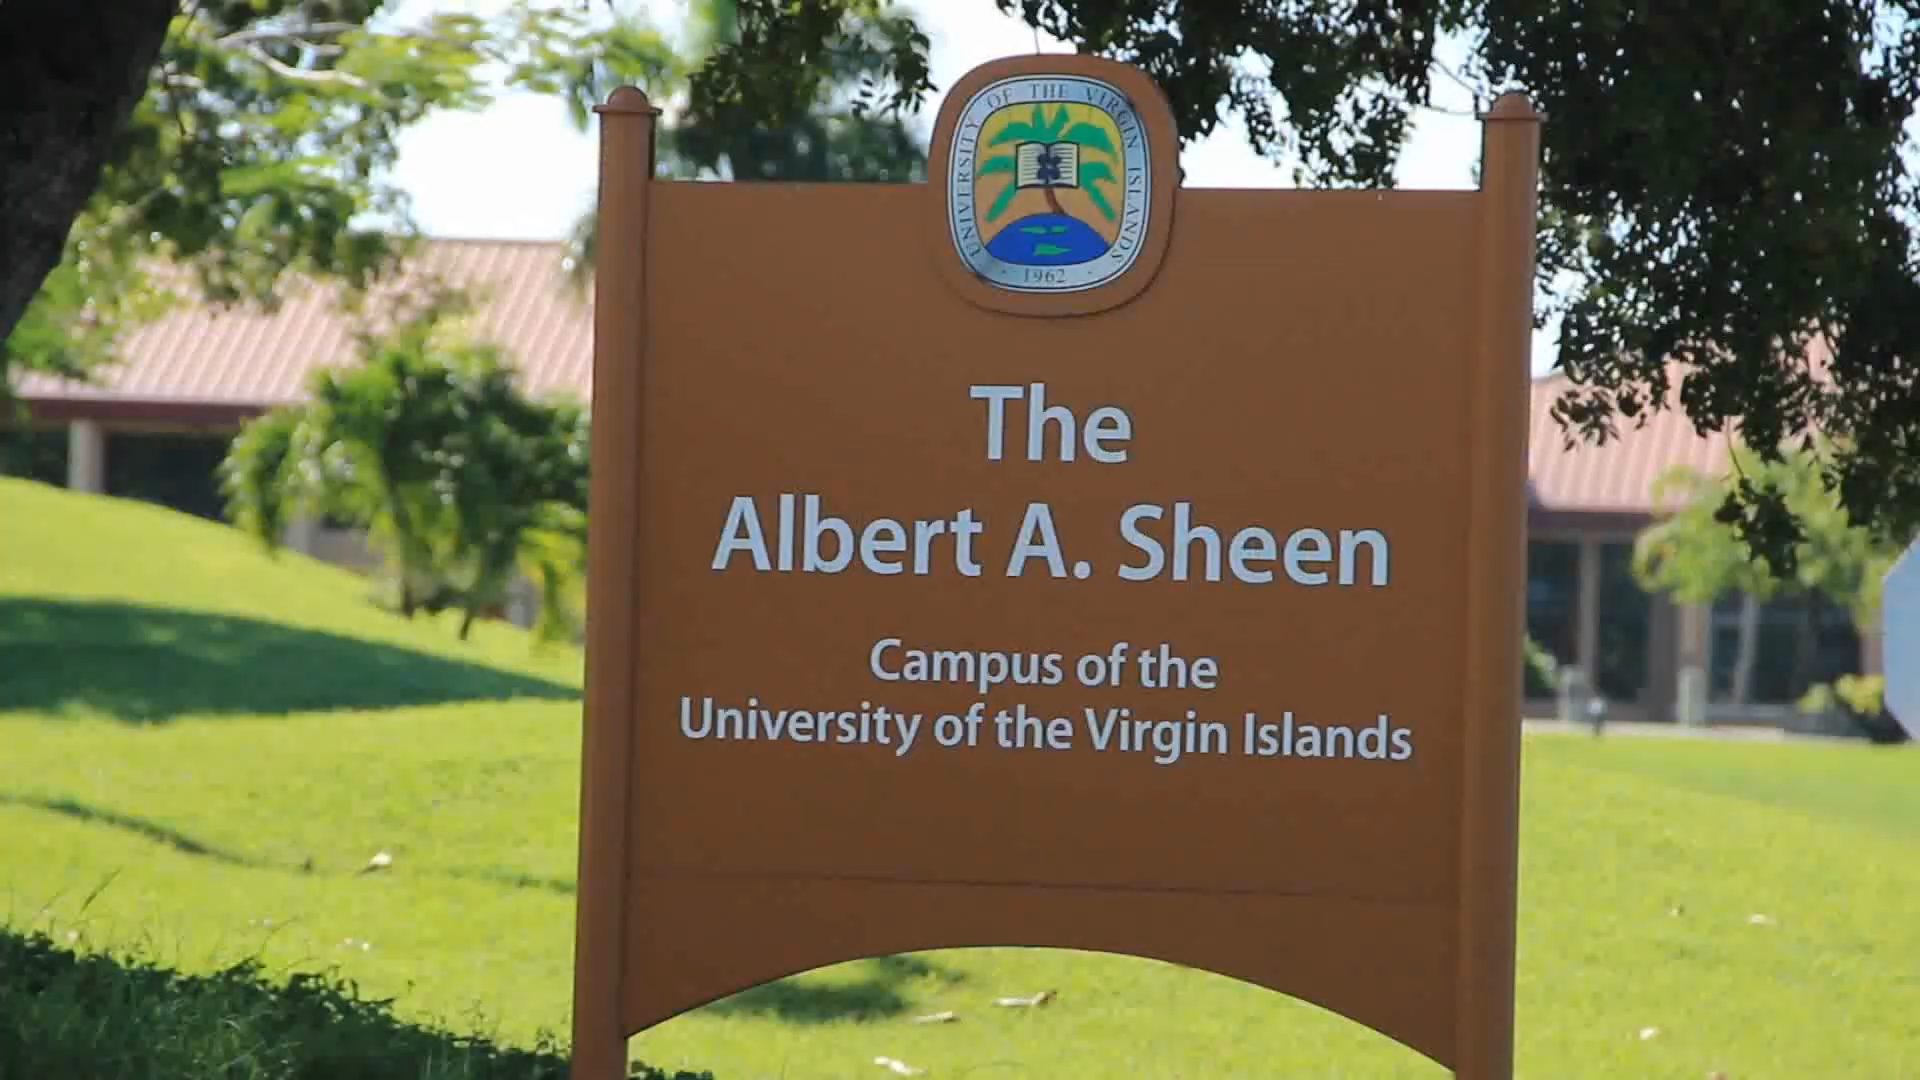 UNIVERSITY OF THE VIRGIN ISLANDS
· 1962 ·
The
Albert A. Sheen
Campus of the
University of the Virgin Islands